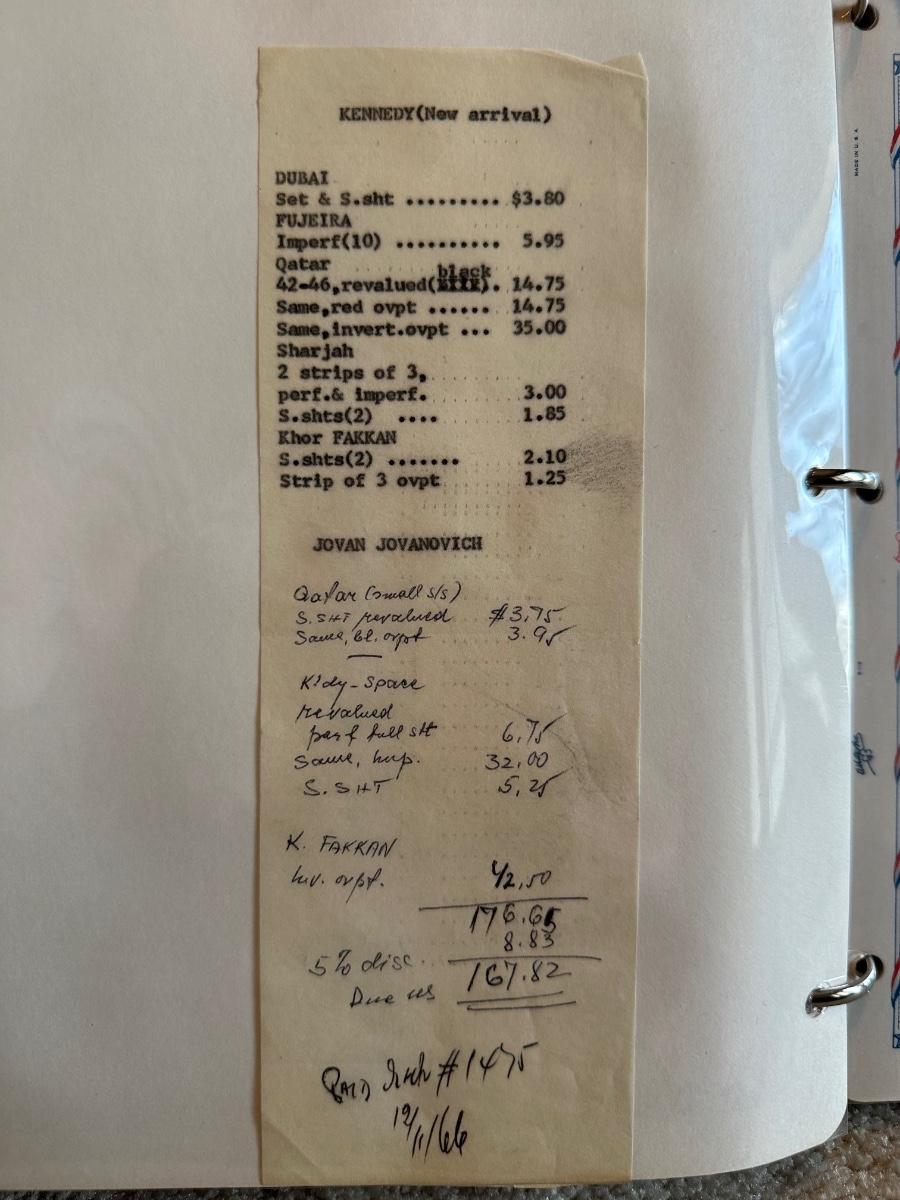 KENNEDY(New arrival)
DUBAI
Set & S.sht ......... $3.80
FUJEIRA
Imperf(10) .......... 5.95
Qatar
black
42-46,revalued(). 14.75
Same,red ovpt ...... 14.75
Same,invert.ovpt ... 35.00
Sharjah
2 strips of 3,
perf.& imperf. 3.00
S.shts(2) .... 1.85
Khor FAKKAN
S.shts(2) ....... 2.10
Strip of 3 ovpt 1.25
JOVAN JOVANOVICH
Qatar (small s/s)
S.SHT revalued $3,75
Same, bl. ovpt 3.95
K'dy-Space
revalued
perf full sht 6,75
Same, imp. 32,00
S.SHT 5,25
K. FAKKAN
Inv. ovpt. 42,50
176.65
8.83
5% disc.
Due us 167.82
PAID #1475
12/11/66
MADE IN U.S.A.